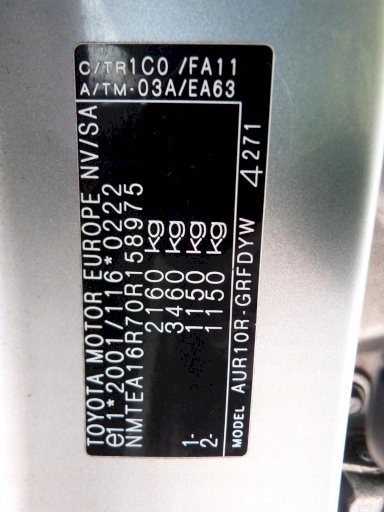 C/TR1C0 /FA11
A/TM-03A/EA63
TOYOTA MOTOR EUROPE NV/SA
e11*2001/116*0222
NMTEA16R70R158975
2160 kg
3460 kg
1- 1150 kg
2- 1150 kg
MODEL AUR10R-GRFDYW 4271